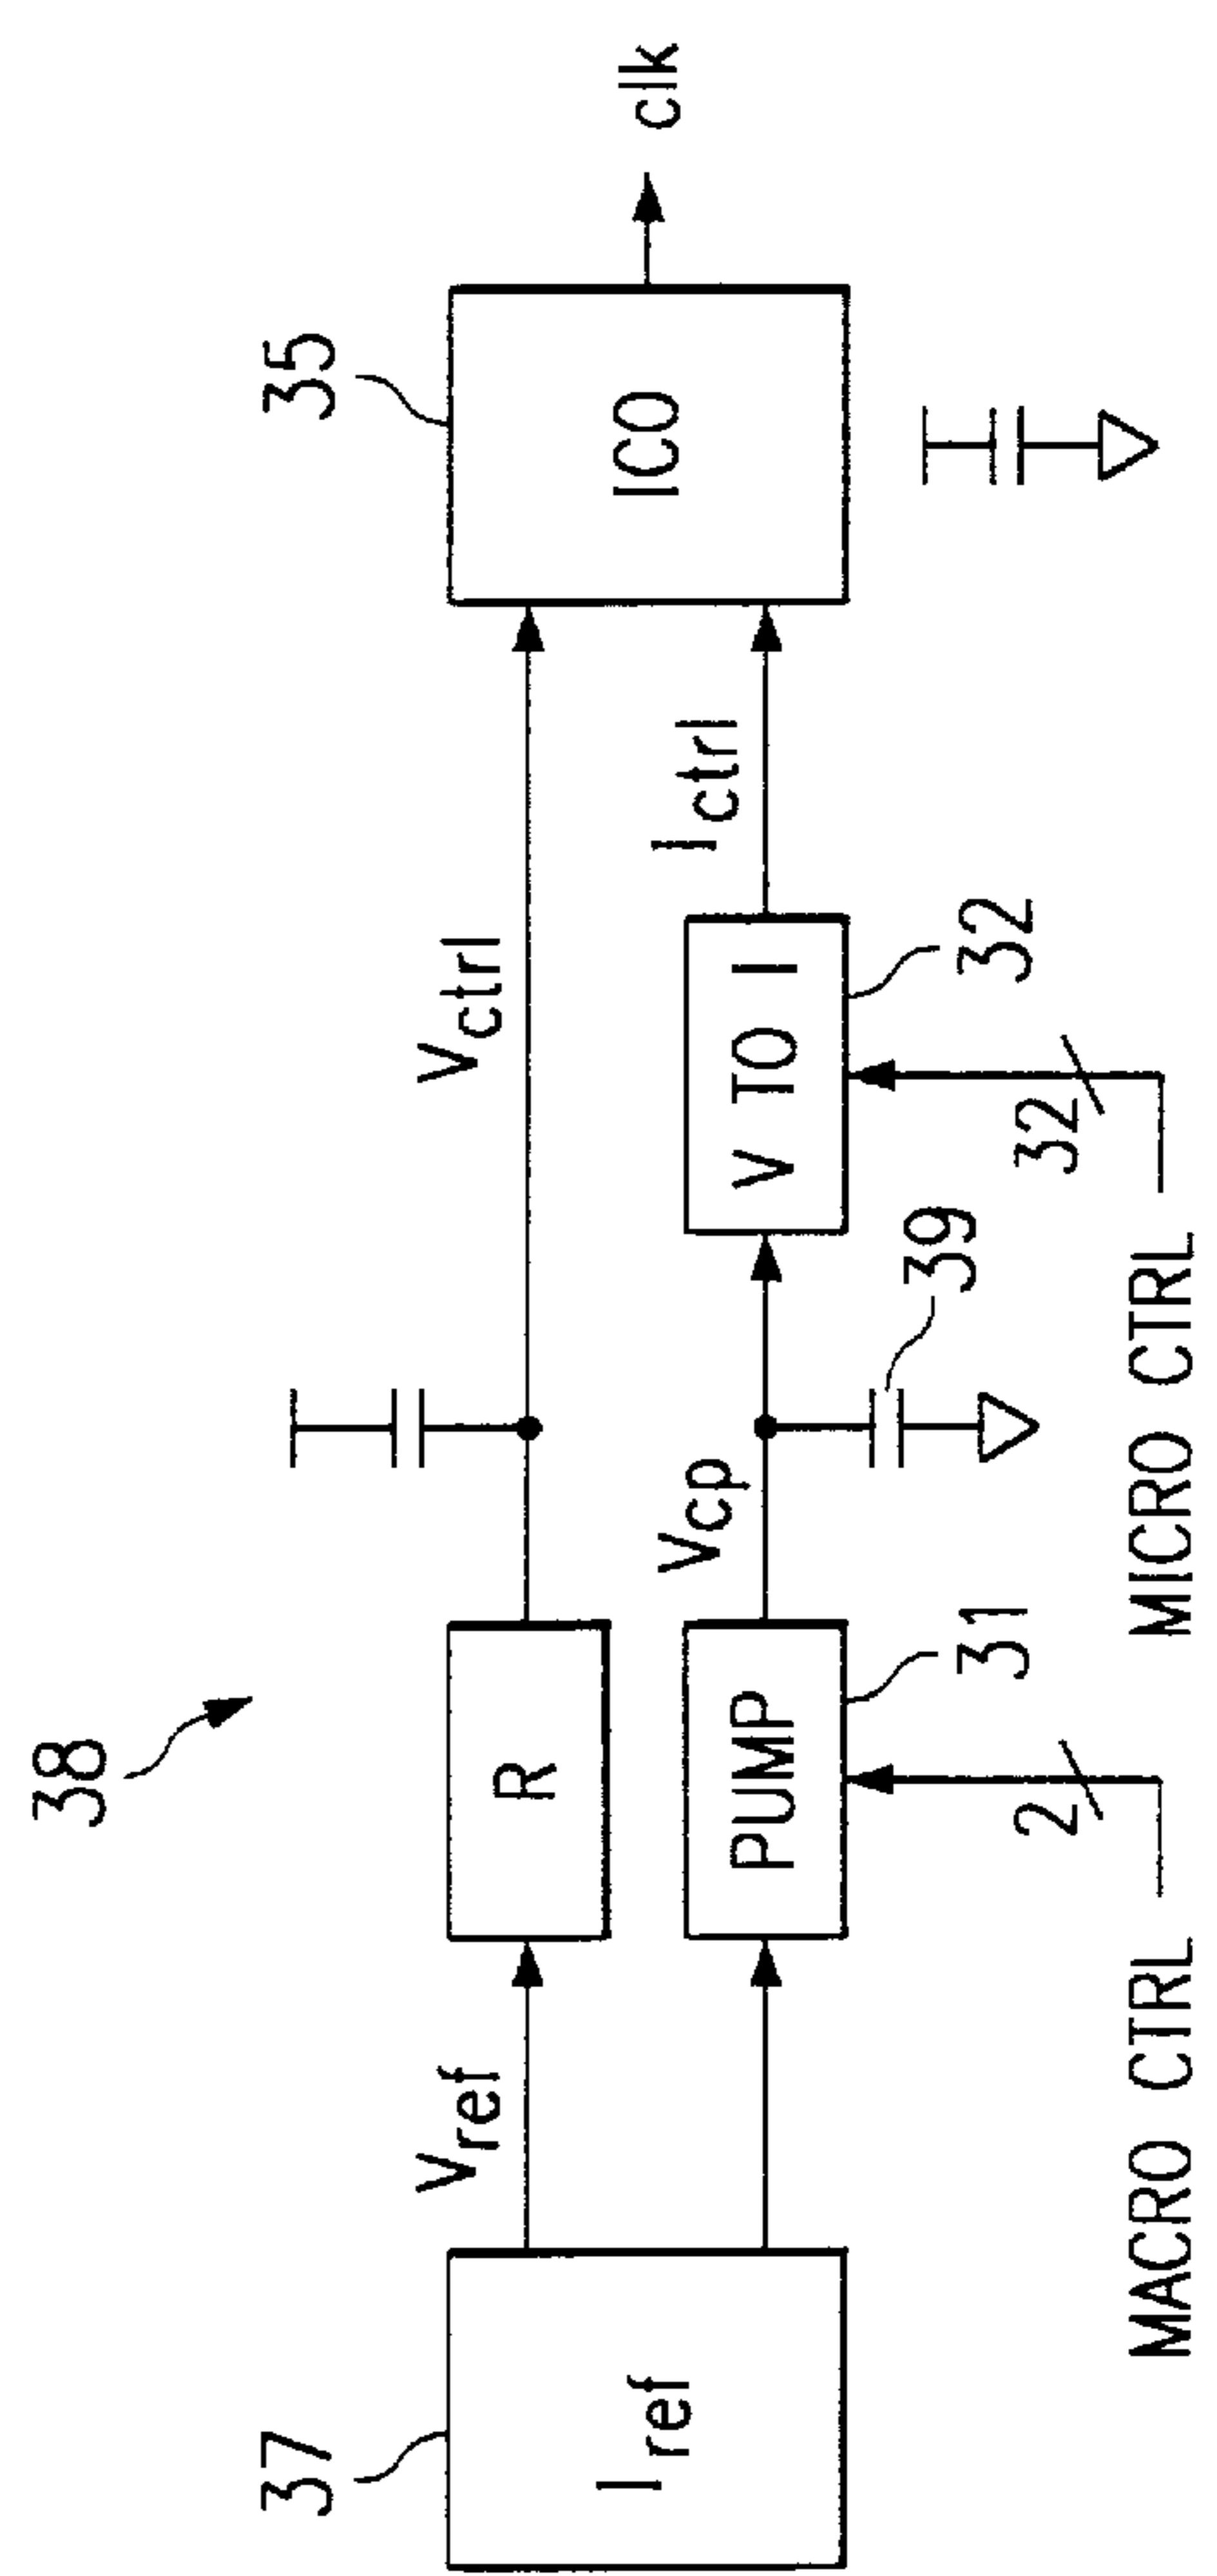 38
37
I_ref
V_ref
R
V_ctrl
35
ICO
clk
PUMP
31
V_cp
39
V TO I
32
I_ctrl
2
MACRO CTRL
32
MICRO CTRL